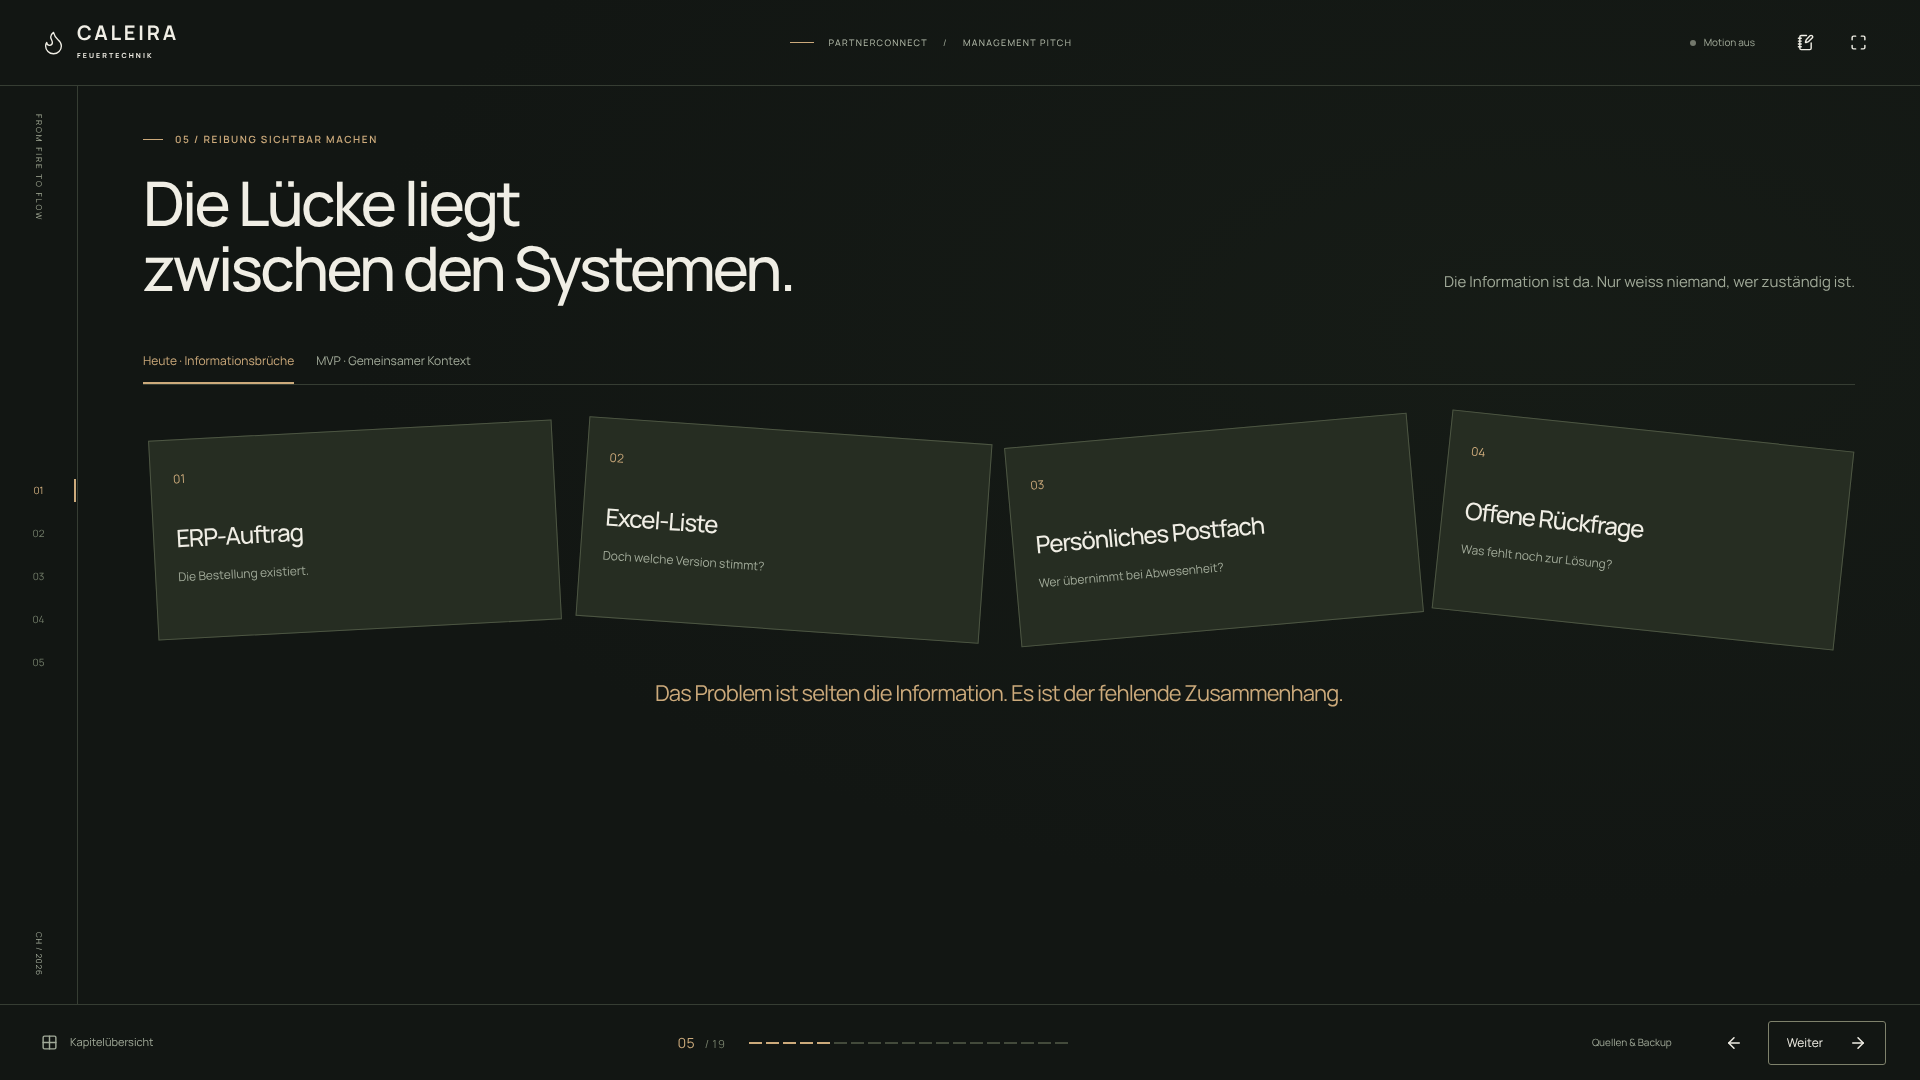 CALEIRA
FEUERTECHNIK
PARTNERCONNECT / MANAGEMENT PITCH
Motion aus
FROM FIRE TO FLOW
05 / REIBUNG SICHTBAR MACHEN
Die Lücke liegt
zwischen den Systemen.
Die Information ist da. Nur weiss niemand, wer zuständig ist.
Heute · Informationsbrüche
MVP · Gemeinsamer Kontext
01
ERP-Auftrag
Die Bestellung existiert.
02
Excel-Liste
Doch welche Version stimmt?
03
Persönliches Postfach
Wer übernimmt bei Abwesenheit?
04
Offene Rückfrage
Was fehlt noch zur Lösung?
01
02
03
04
05
Das Problem ist selten die Information. Es ist der fehlende Zusammenhang.
CH / 2026
Kapitelübersicht
05 / 19
Quellen & Backup
Weiter